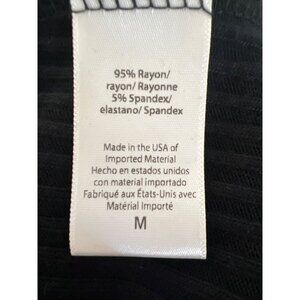 95% Rayon/
rayon/ Rayonne
5% Spandex/
elastano/ Spandex
Made in the USA of
Imported Material
Hecho en estados unidos
con material importado
Fabriqué aux États-Unis avec
Matérial Importé
M